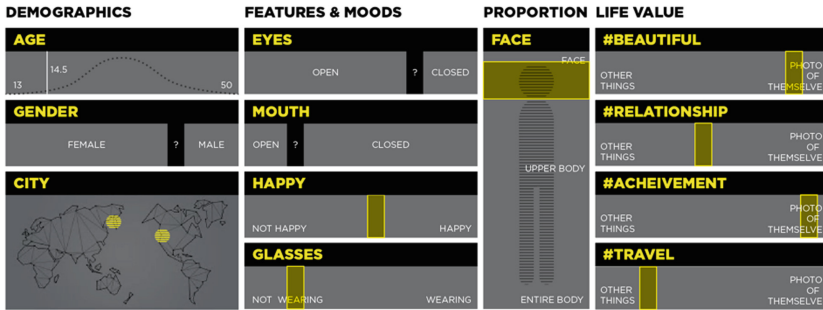 DEMOGRAPHICS
AGE
14.5
13
50
GENDER
FEMALE
?
MALE
CITY
FEATURES & MOODS
EYES
OPEN
?
CLOSED
MOUTH
OPEN
?
CLOSED
HAPPY
NOT HAPPY
HAPPY
GLASSES
NOT WEARING
WEARING
PROPORTION
FACE
FACE
UPPER BODY
ENTIRE BODY
LIFE VALUE
#BEAUTIFUL
OTHER
THINGS
PHOTO
OF
THEMSELVE
#RELATIONSHIP
OTHER
THINGS
PHOTO
OF
THEMSELVE
#ACHEIVEMENT
OTHER
THINGS
PHOTO
OF
THEMSELVE
#TRAVEL
OTHER
THINGS
PHOTO
OF
THEMSELVE